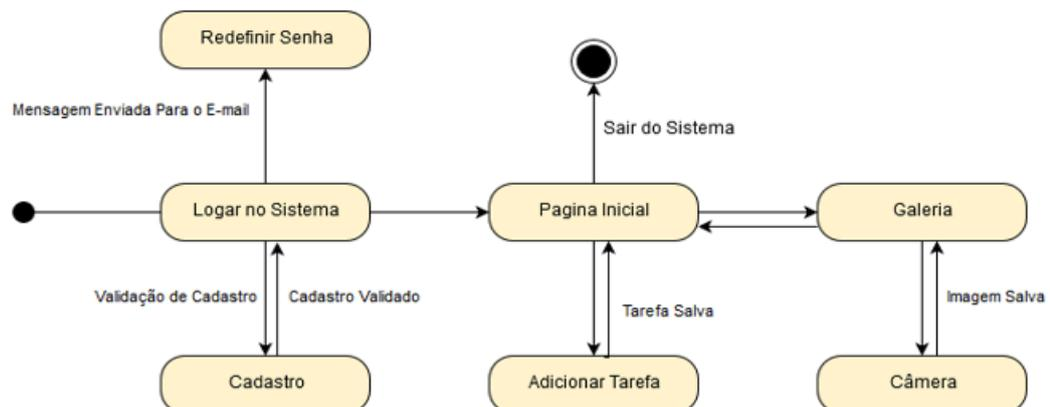 Redefinir Senha
Mensagem Enviada Para o E-mail
Sair do Sistema
Logar no Sistema
Pagina Inicial
Galeria
Validação de Cadastro
Cadastro Validado
Tarefa Salva
Imagem Salva
Cadastro
Adicionar Tarefa
Câmera